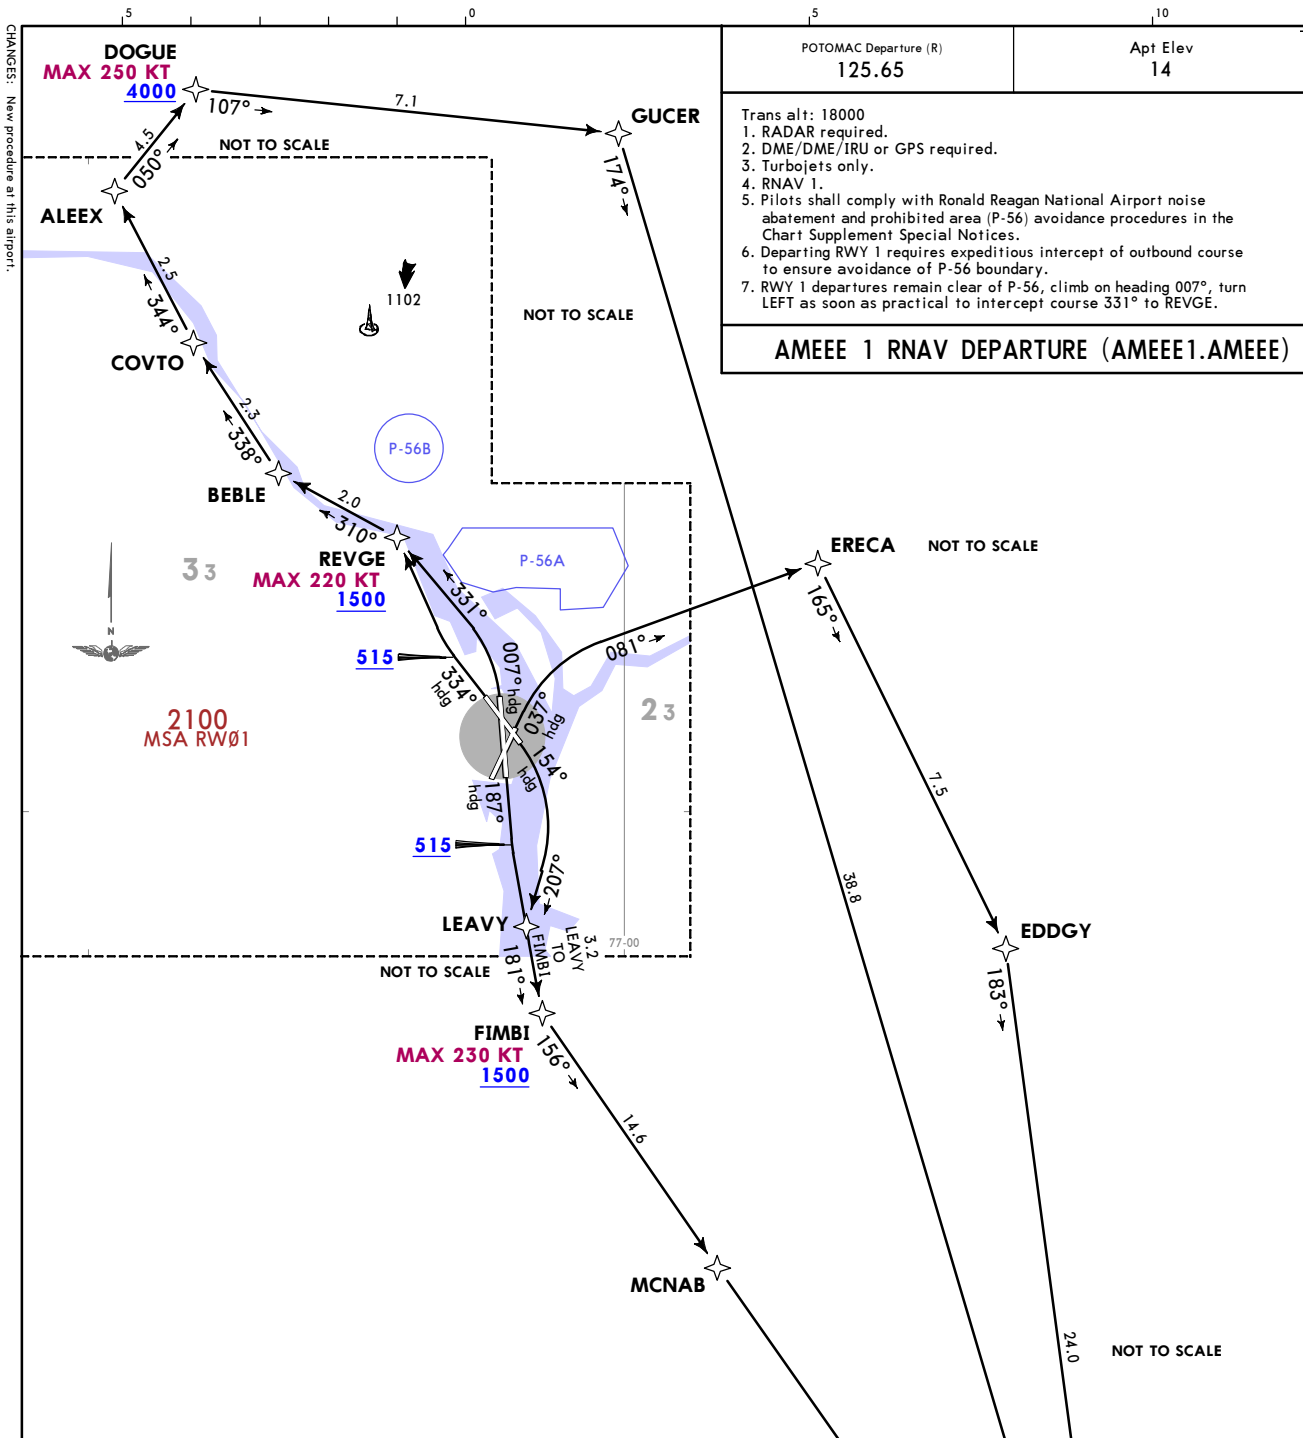 5
0
5
10
CHANGES: New procedure at this airport.
POTOMAC Departure (R)
125.65
Apt Elev
14
Trans alt: 18000
1. RADAR required.
2. DME/DME/IRU or GPS required.
3. Turbojets only.
4. RNAV 1.
5. Pilots shall comply with Ronald Reagan National Airport noise
abatement and prohibited area (P-56) avoidance procedures in the
Chart Supplement Special Notices.
6. Departing RWY 1 requires expeditious intercept of outbound course
to ensure avoidance of P-56 boundary.
7. RWY 1 departures remain clear of P-56, climb on heading 007°, turn
LEFT as soon as practical to intercept course 331° to REVGE.
AMEEE 1 RNAV DEPARTURE (AMEEE1.AMEEE)
DOGUE
MAX 250 KT
4000
107°
7.1
GUCER
4.5
050°
NOT TO SCALE
174°
ALEEX
2.5
344°
1102
NOT TO SCALE
COVTO
2.3
338°
P-56B
BEBLE
2.0
310°
REVGE
MAX 220 KT
1500
P-56A
ERECA
NOT TO SCALE
33
331°
165°
N
515
334°
hdg
007°
hdg
081°
037°
hdg
23
2100
MSA RWØ1
154°
hdg
187°
hdg
7.5
515
207°
38.8
LEAVY
3.2
LEAVY
TO
FIMBI
77-00
EDDGY
NOT TO SCALE
181°
183°
FIMBI
MAX 230 KT
1500
156°
14.6
MCNAB
24.0
NOT TO SCALE